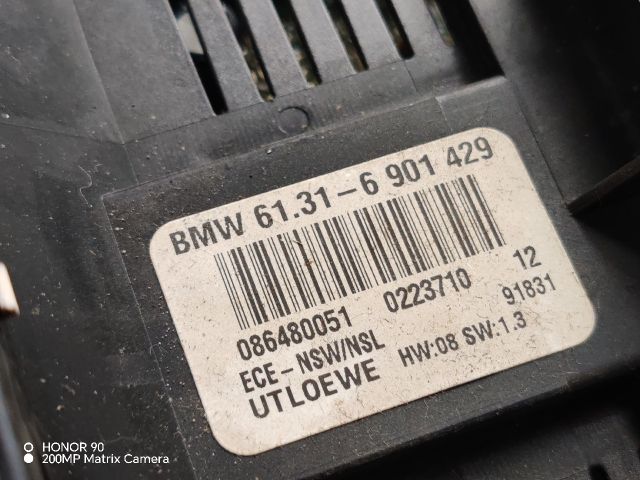 BMW 61.31-6 901 429
086480051 0223710 12
ECE-NSW/NSL 91831
UTLOEWE HW:08 SW:1.3
HONOR 90
200MP Matrix Camera